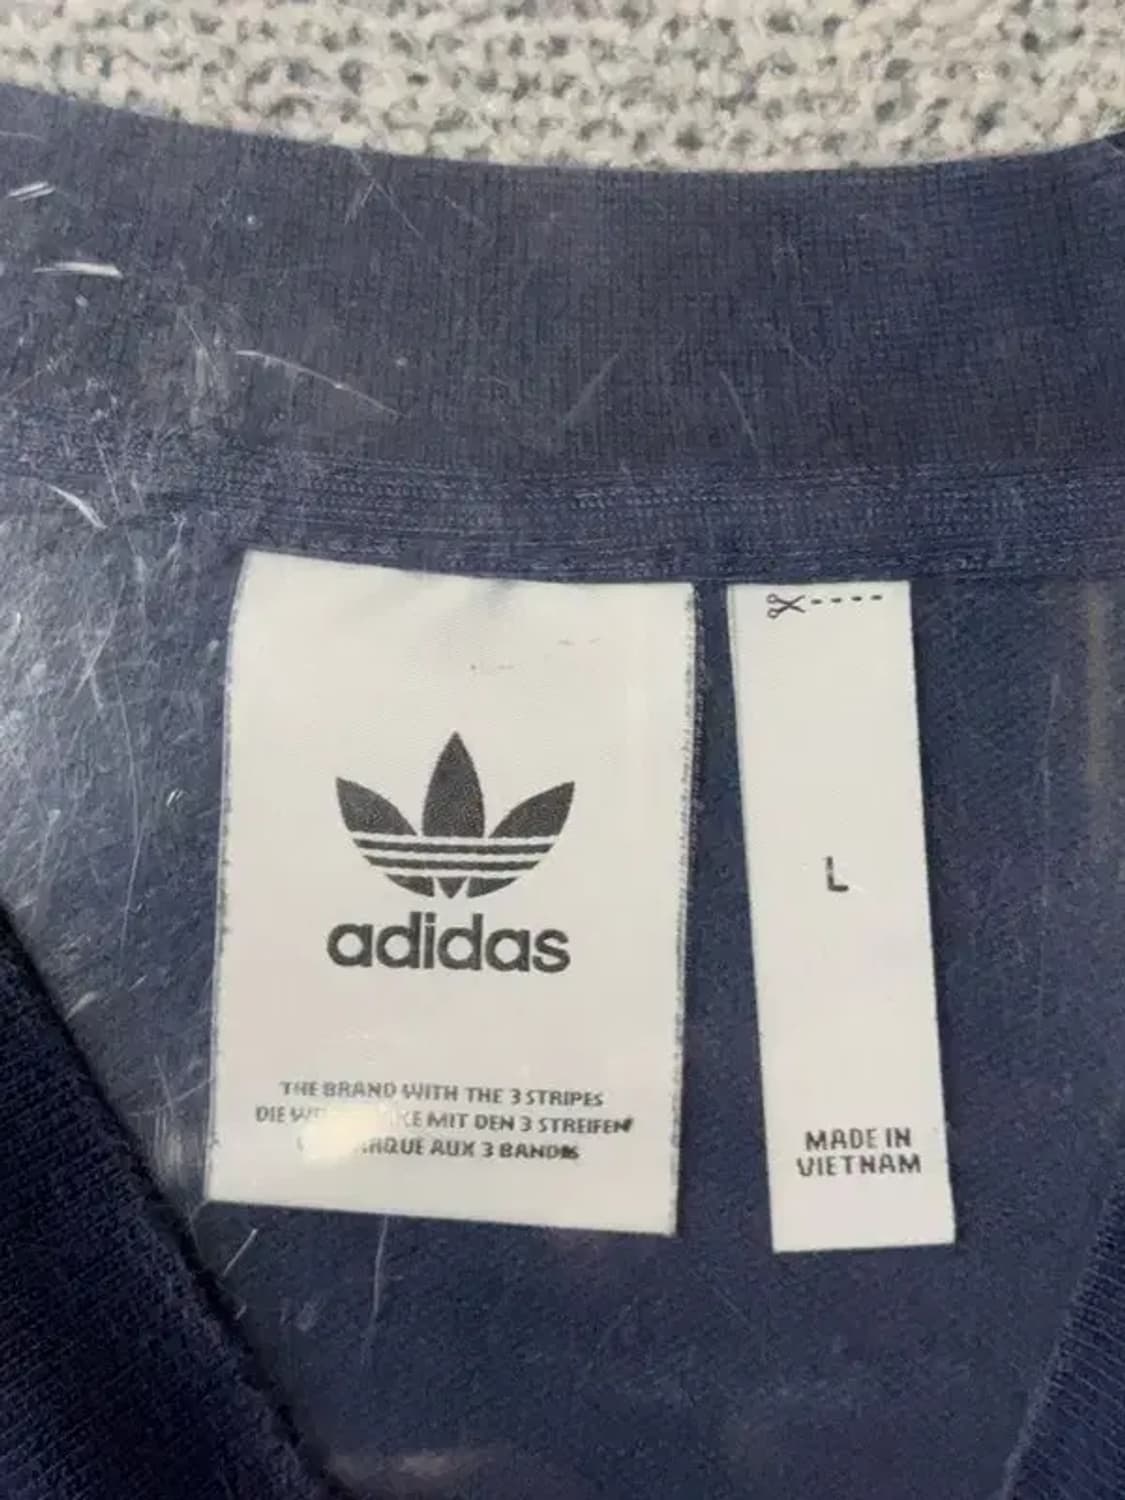 adidas
THE BRAND WITH THE 3 STRIPES
DIE MIT DEN 3 STREIFEN
AUX 3 BANDES
L
MADE IN
VIETNAM